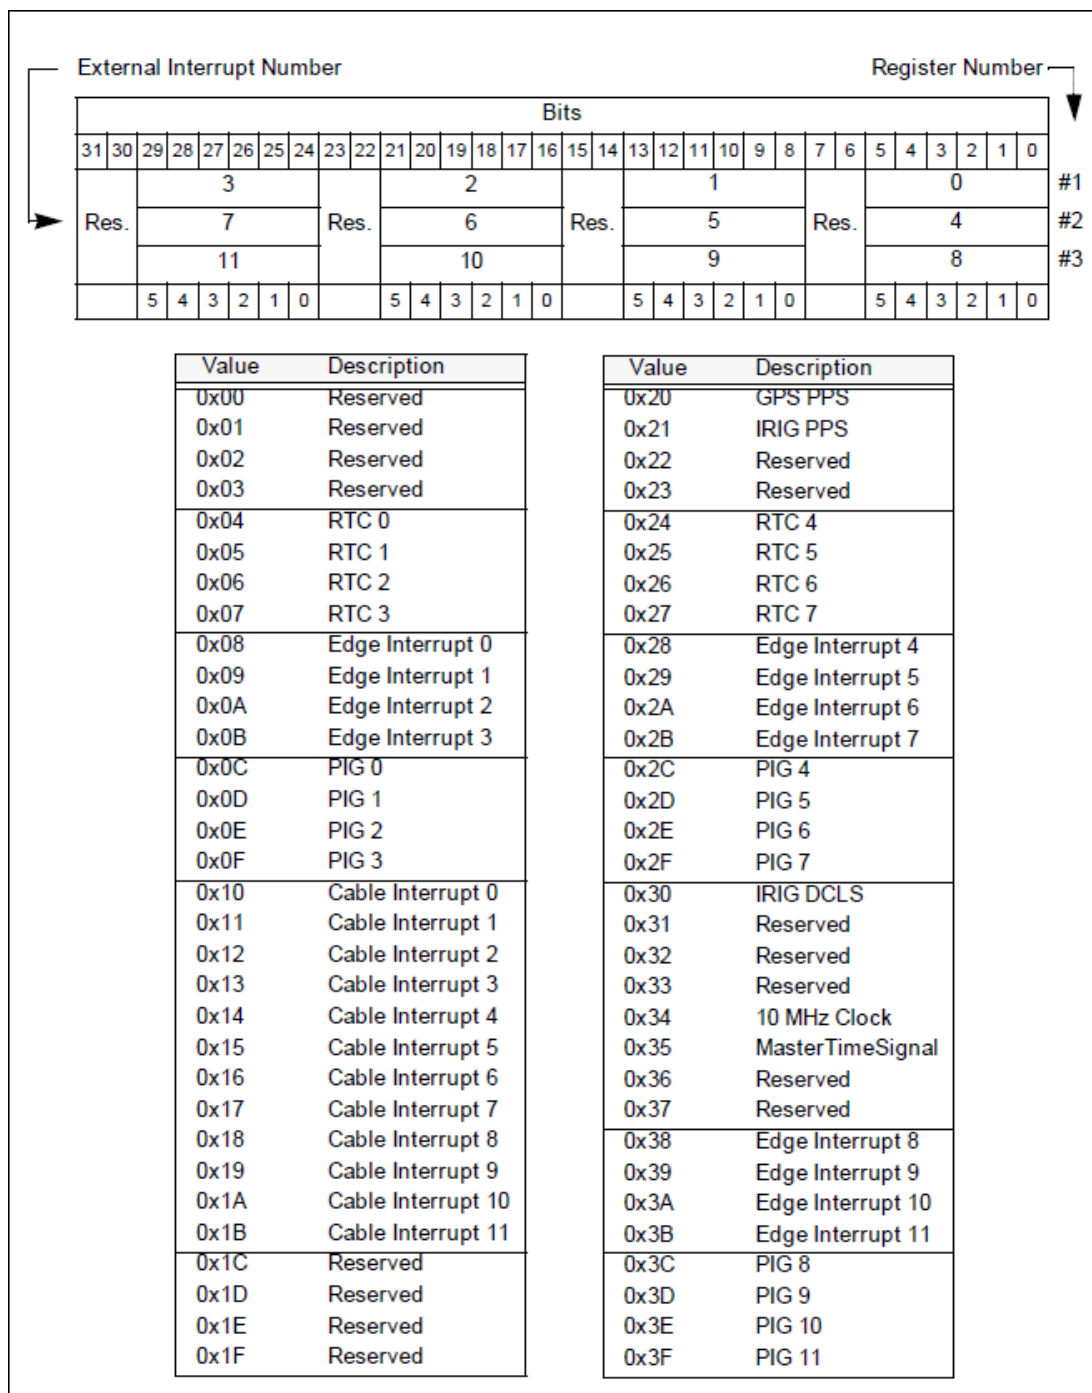 External Interrupt Number Register Number
Bits
31 30 29 28 27 26 25 24 23 22 21 20 19 18 17 16 15 14 13 12 11 10 9 8 7 6 5 4 3 2 1 0
3 2 1 0 #1
Res. 7 Res. 6 Res. 5 Res. 4 #2
11 10 9 8 #3
5 4 3 2 1 0 5 4 3 2 1 0 5 4 3 2 1 0 5 4 3 2 1 0
Value Description
0x00 Reserved
0x01 Reserved
0x02 Reserved
0x03 Reserved
0x04 RTC 0
0x05 RTC 1
0x06 RTC 2
0x07 RTC 3
0x08 Edge Interrupt 0
0x09 Edge Interrupt 1
0x0A Edge Interrupt 2
0x0B Edge Interrupt 3
0x0C PIG 0
0x0D PIG 1
0x0E PIG 2
0x0F PIG 3
0x10 Cable Interrupt 0
0x11 Cable Interrupt 1
0x12 Cable Interrupt 2
0x13 Cable Interrupt 3
0x14 Cable Interrupt 4
0x15 Cable Interrupt 5
0x16 Cable Interrupt 6
0x17 Cable Interrupt 7
0x18 Cable Interrupt 8
0x19 Cable Interrupt 9
0x1A Cable Interrupt 10
0x1B Cable Interrupt 11
0x1C Reserved
0x1D Reserved
0x1E Reserved
0x1F Reserved
Value Description
0x20 GPS PPS
0x21 IRIG PPS
0x22 Reserved
0x23 Reserved
0x24 RTC 4
0x25 RTC 5
0x26 RTC 6
0x27 RTC 7
0x28 Edge Interrupt 4
0x29 Edge Interrupt 5
0x2A Edge Interrupt 6
0x2B Edge Interrupt 7
0x2C PIG 4
0x2D PIG 5
0x2E PIG 6
0x2F PIG 7
0x30 IRIG DCLS
0x31 Reserved
0x32 Reserved
0x33 Reserved
0x34 10 MHz Clock
0x35 MasterTimeSignal
0x36 Reserved
0x37 Reserved
0x38 Edge Interrupt 8
0x39 Edge Interrupt 9
0x3A Edge Interrupt 10
0x3B Edge Interrupt 11
0x3C PIG 8
0x3D PIG 9
0x3E PIG 10
0x3F PIG 11